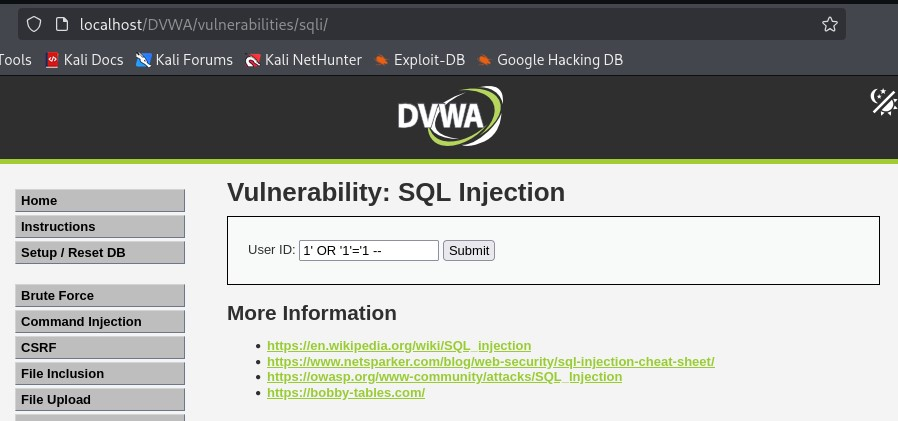 localhost/DVWA/vulnerabilities/sqli/
Tools Kali Docs Kali Forums Kali NetHunter Exploit-DB Google Hacking DB
DVWA
Vulnerability: SQL Injection
Home
Instructions
Setup / Reset DB
User ID: 1' OR '1'='1 -- Submit
Brute Force
Command Injection
CSRF
File Inclusion
File Upload
More Information
https://en.wikipedia.org/wiki/SQL_injection
https://www.netsparker.com/blog/web-security/sql-injection-cheat-sheet/
https://owasp.org/www-community/attacks/SQL_Injection
https://bobby-tables.com/